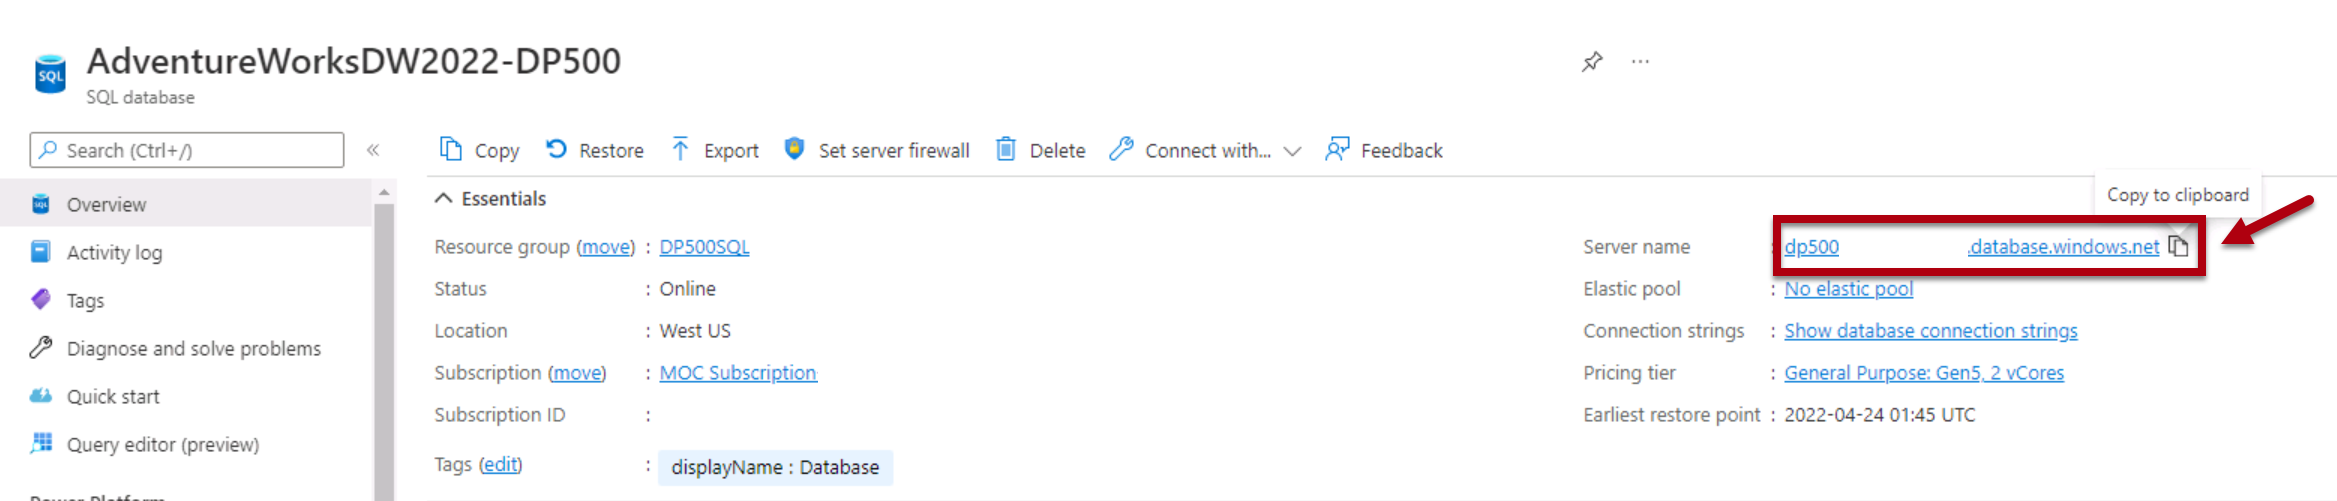 AdventureWorksDW2022-DP500
SQL database
Search (Ctrl+/)
«
Copy
Restore
Export
Set server firewall
Delete
Connect with...
Feedback
Overview
Activity log
Tags
Diagnose and solve problems
Quick start
Query editor (preview)
Power Platform
Essentials
Copy to clipboard
Resource group (move) : DP500SQL
Status : Online
Location : West US
Subscription (move) : MOC Subscription
Subscription ID :
Tags (edit) : displayName : Database
Server name : dp500 .database.windows.net
Elastic pool : No elastic pool
Connection strings : Show database connection strings
Pricing tier : General Purpose: Gen5, 2 vCores
Earliest restore point : 2022-04-24 01:45 UTC